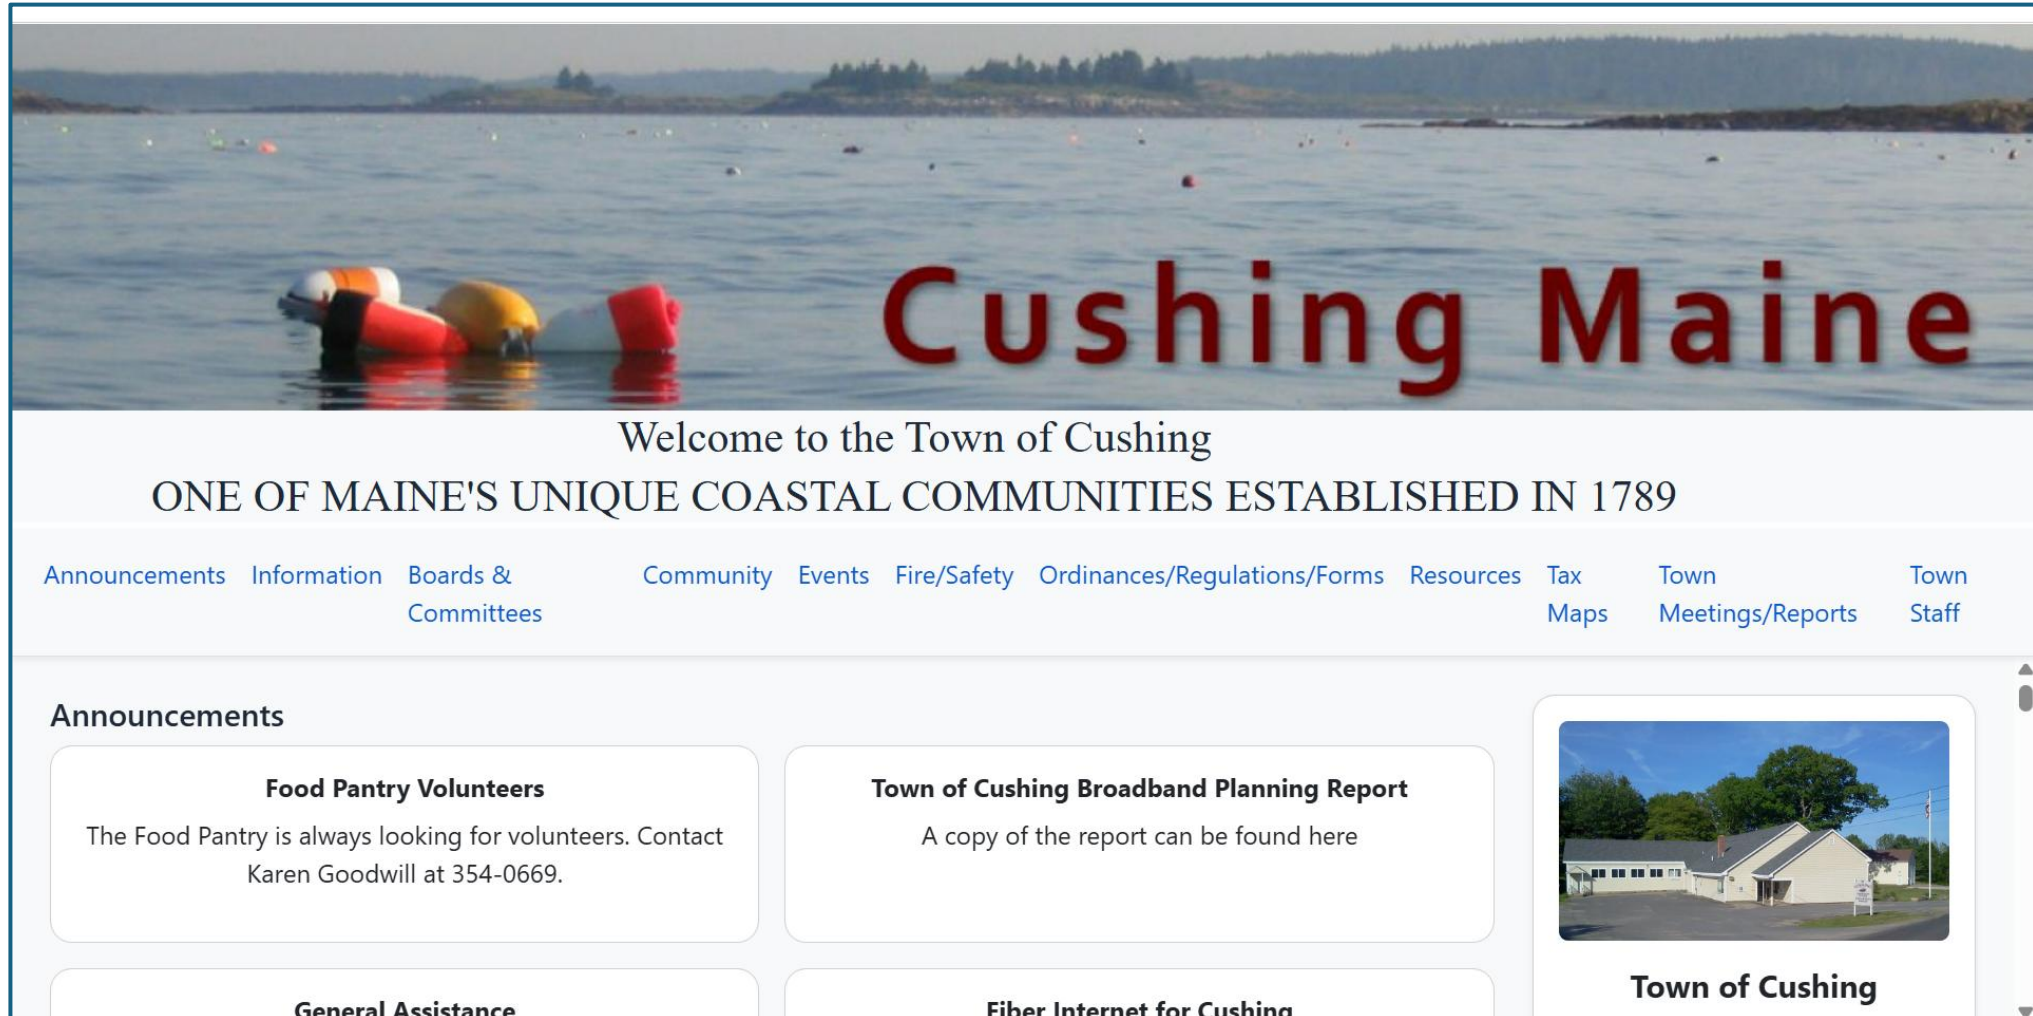 Cushing Maine
Welcome to the Town of Cushing
ONE OF MAINE'S UNIQUE COASTAL COMMUNITIES ESTABLISHED IN 1789
Announcements
Information
Boards &
Committees
Community
Events
Fire/Safety
Ordinances/Regulations/Forms
Resources
Tax
Maps
Town
Meetings/Reports
Town
Staff
Announcements
Food Pantry Volunteers
The Food Pantry is always looking for volunteers. Contact
Karen Goodwill at 354-0669.
Town of Cushing Broadband Planning Report
A copy of the report can be found here
General Assistance
Fiber Internet for Cushing
Town of Cushing